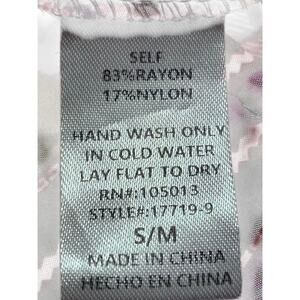 SELF
83%RAYON
17%NYLON
HAND WASH ONLY
IN COLD WATER
LAY FLAT TO DRY
RN#:105013
STYLE#:17719-9
S/M
MADE IN CHINA
HECHO EN CHINA